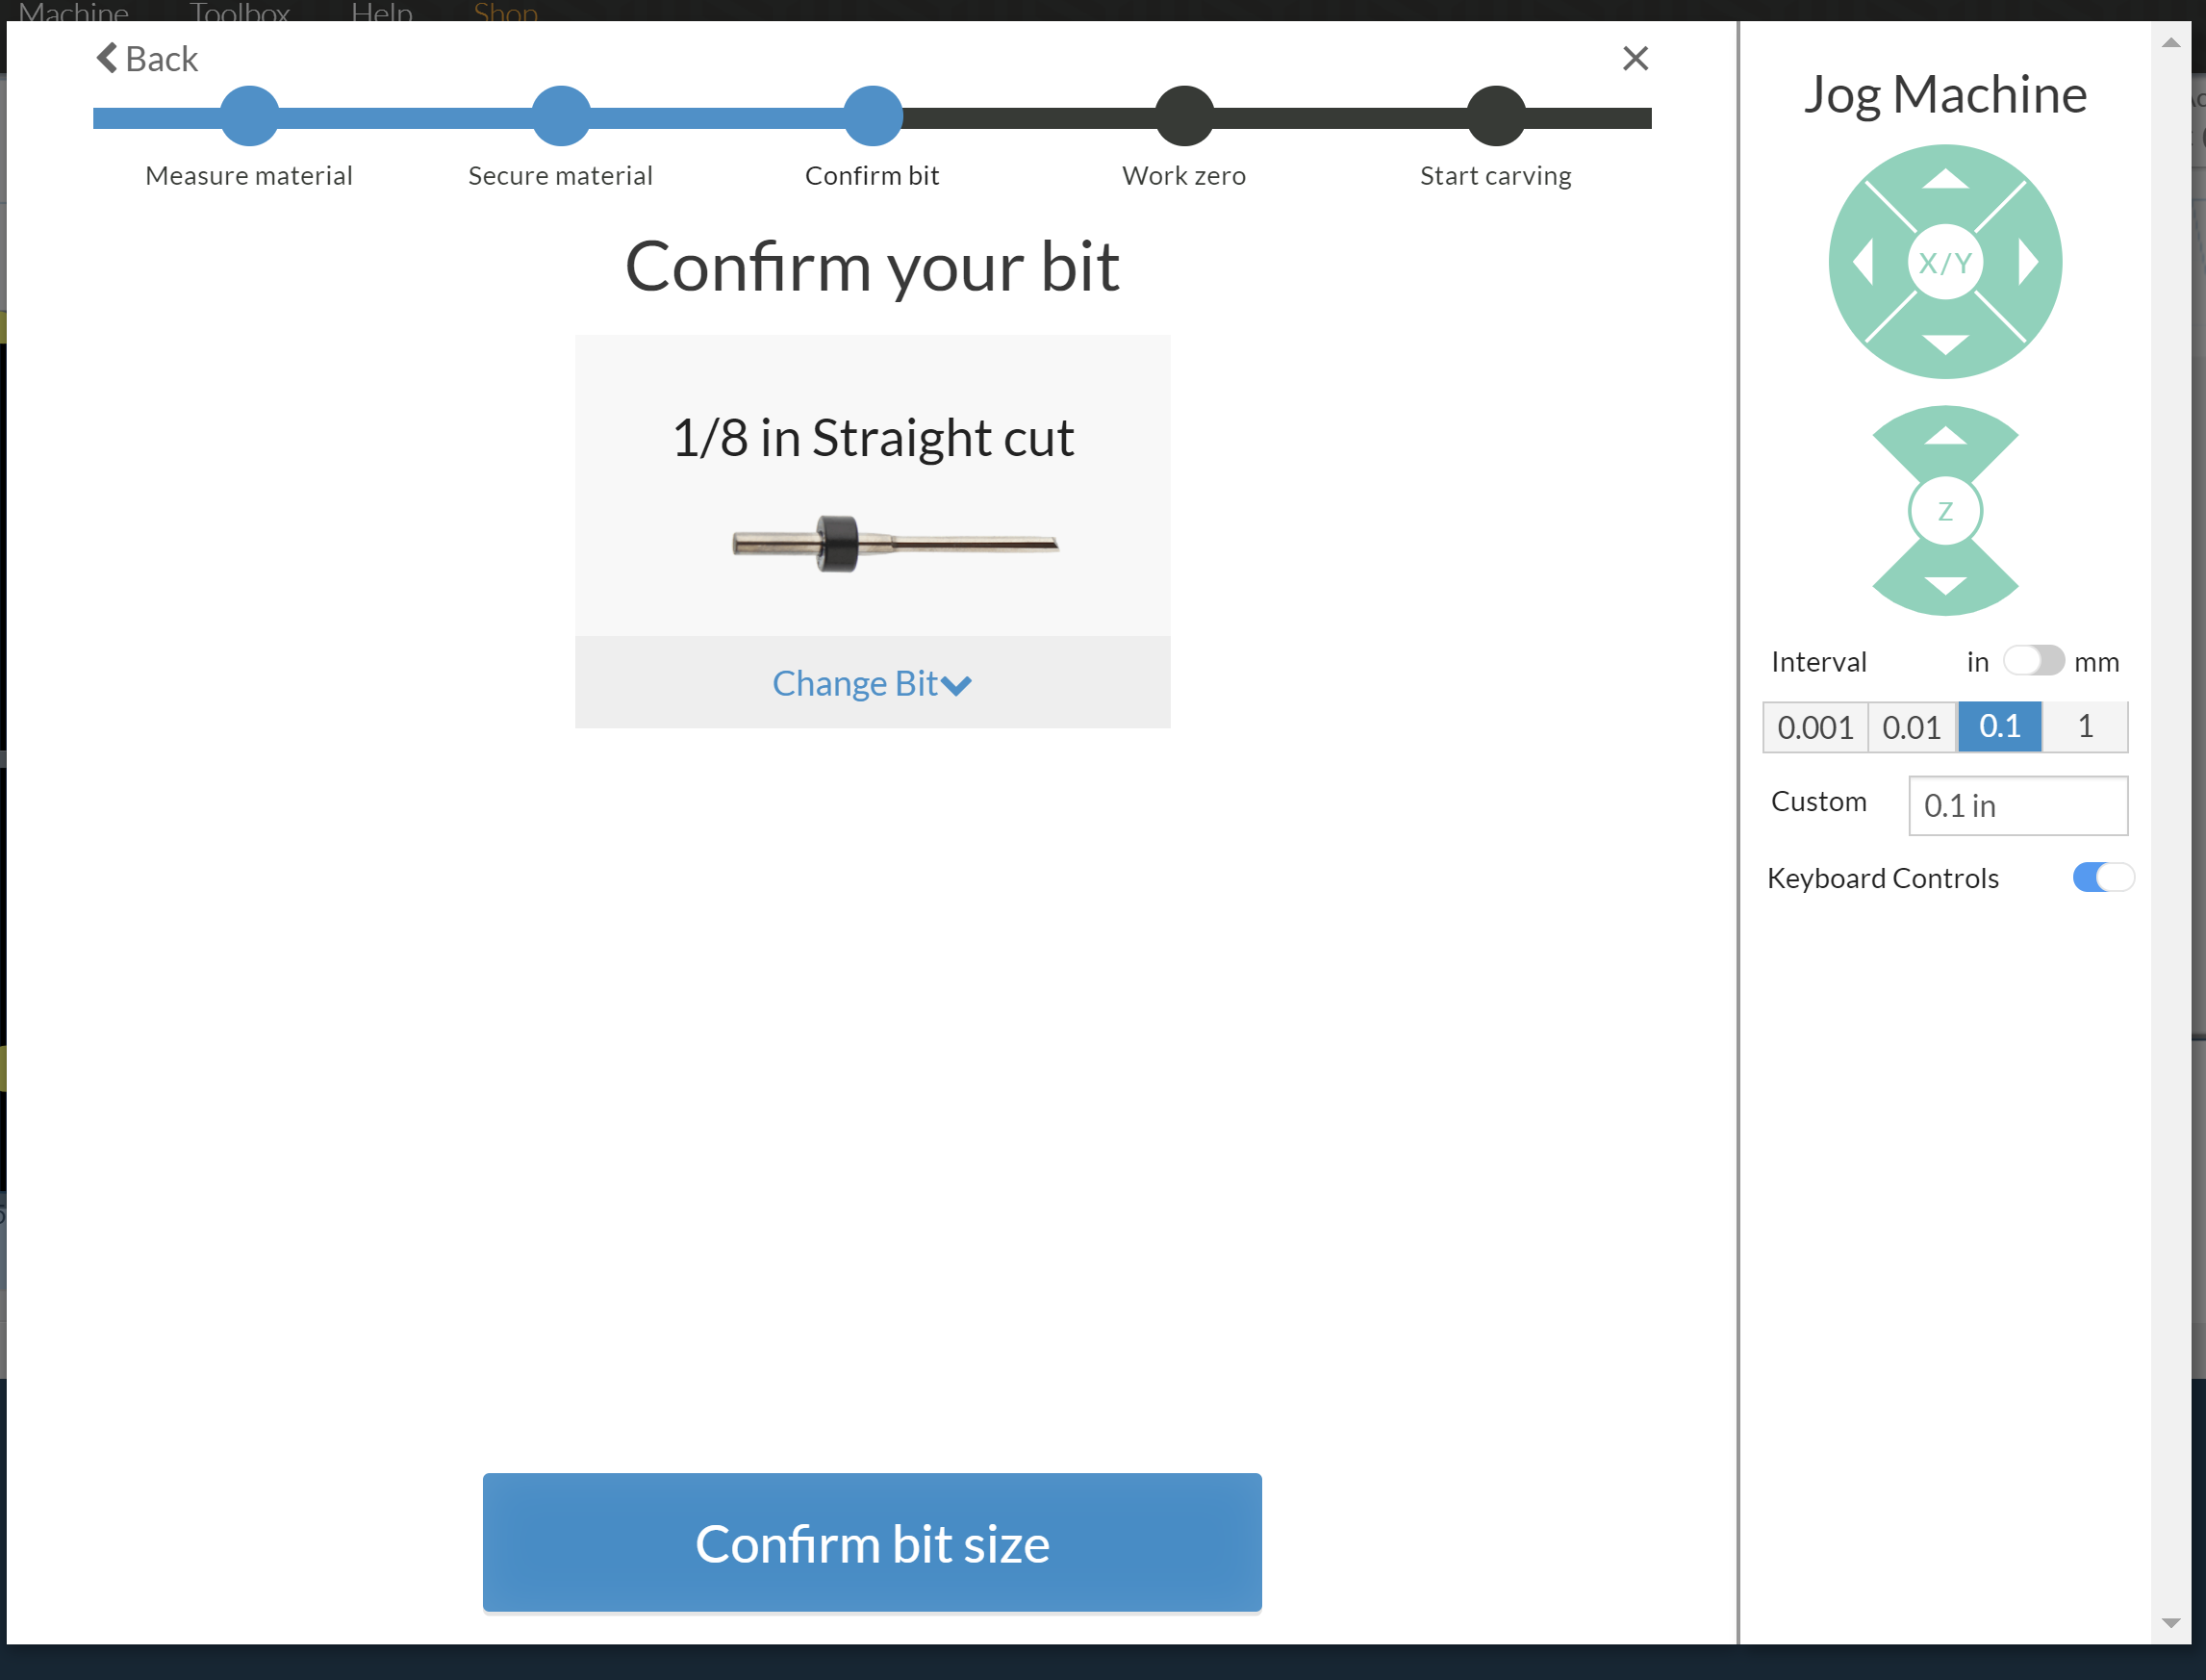 Machine Toolbox Help Shop
Back
Measure material Secure material Confirm bit Work zero Start carving
Confirm your bit
1/8 in Straight cut
Change Bit
Confirm bit size
Jog Machine
X/Y
Z
Interval in mm
0.001 0.01 0.1 1
Custom 0.1 in
Keyboard Controls